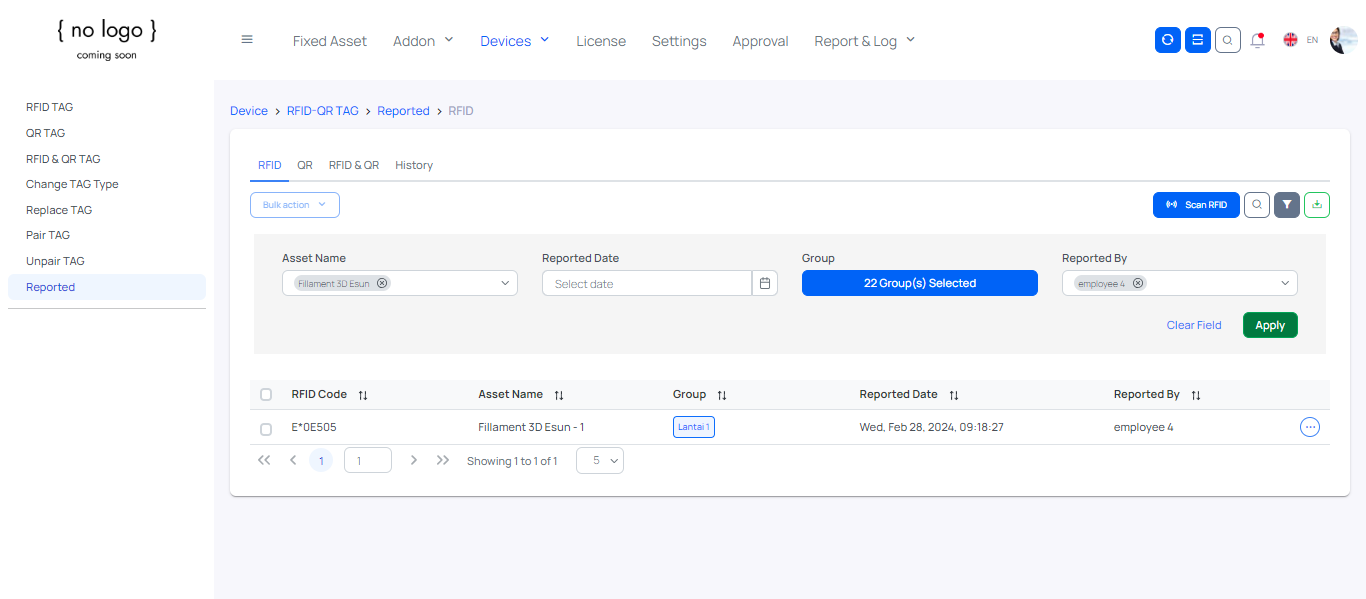 { no logo }
coming soon
Fixed Asset Addon Devices License Settings Approval Report & Log EN
RFID TAG
QR TAG
RFID & QR TAG
Change TAG Type
Replace TAG
Pair TAG
Unpair TAG
Reported
Device > RFID-QR TAG > Reported > RFID
RFID QR RFID & QR History
Bulk action Scan RFID
Asset Name Reported Date Group Reported By
Fillament 3D Esun Select date 22 Group(s) Selected employee 4
Clear Field Apply
RFID Code Asset Name Group Reported Date Reported By
E*0E505 Fillament 3D Esun - 1 Lantai 1 Wed, Feb 28, 2024, 09:18:27 employee 4
1 1 Showing 1 to 1 of 1 5